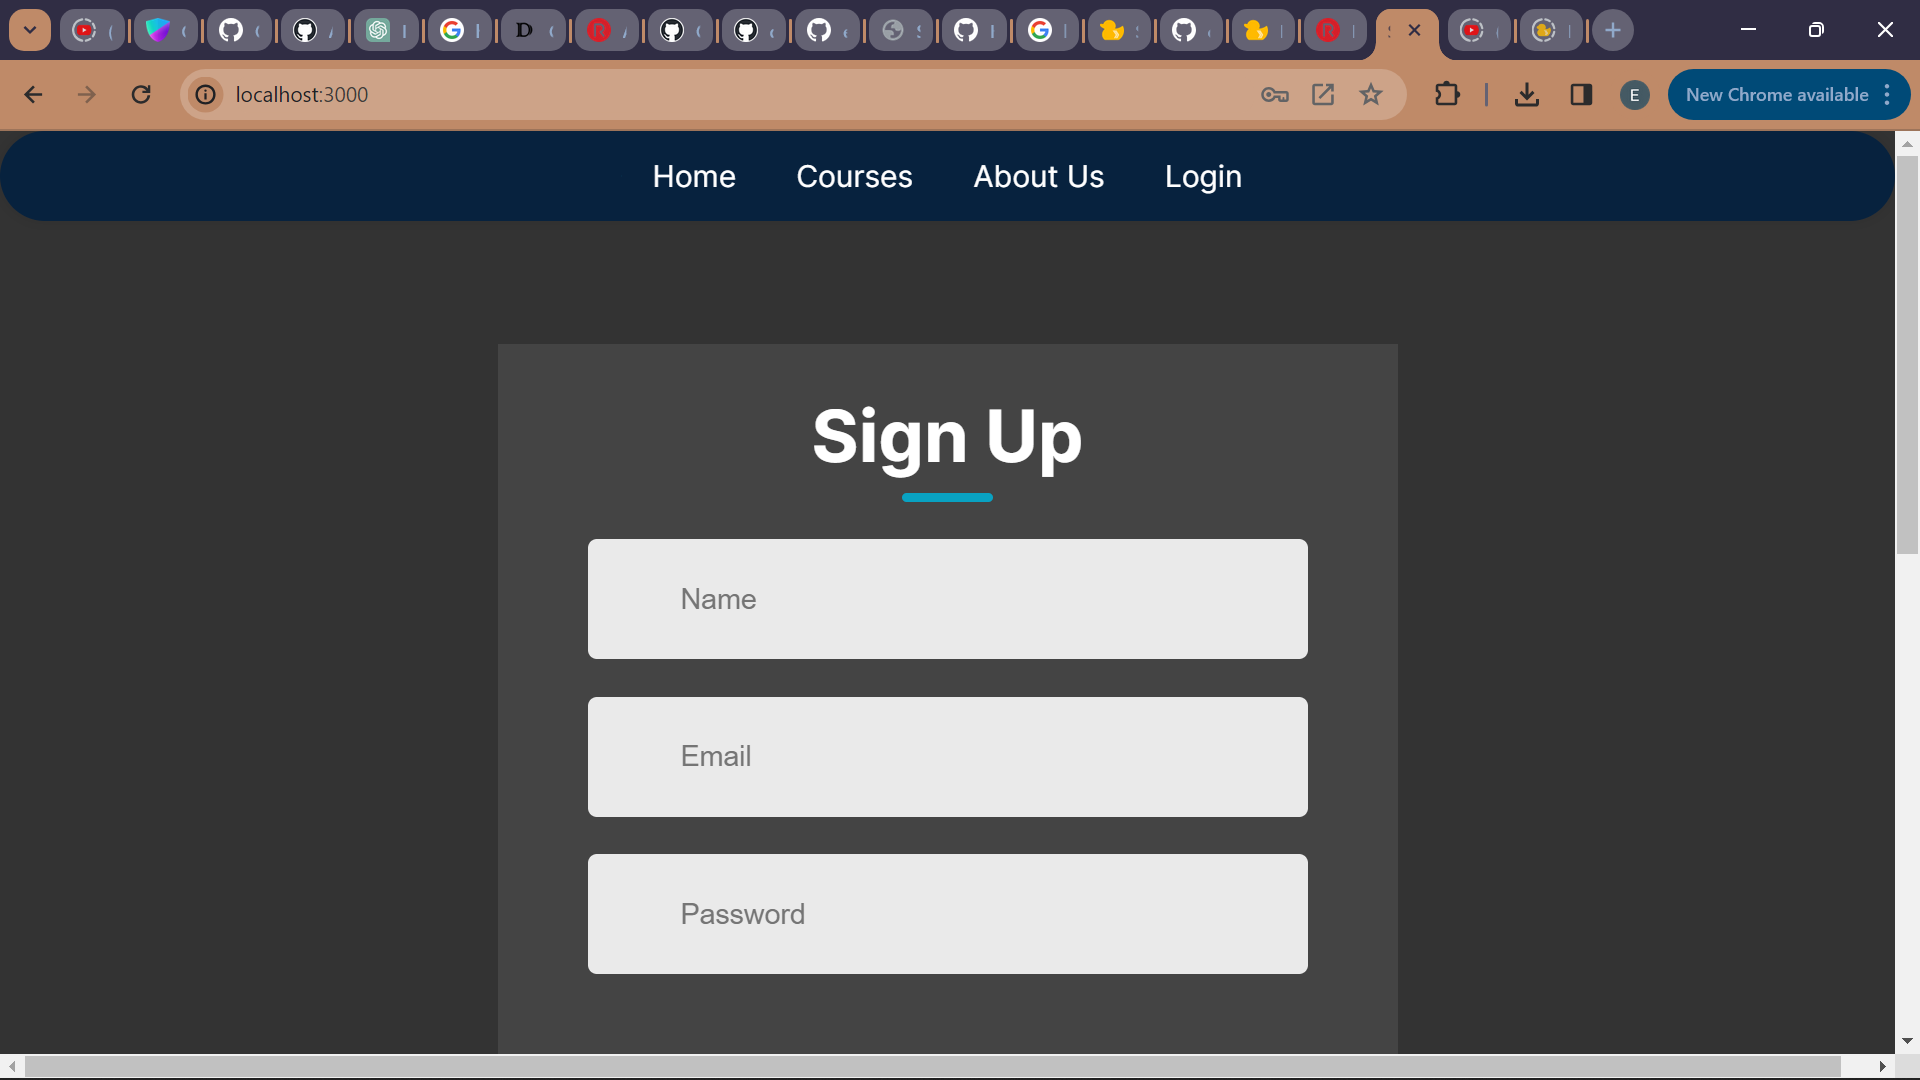 localhost:3000
E
New Chrome available
Home Courses About Us Login
Sign Up
Name
Email
Password